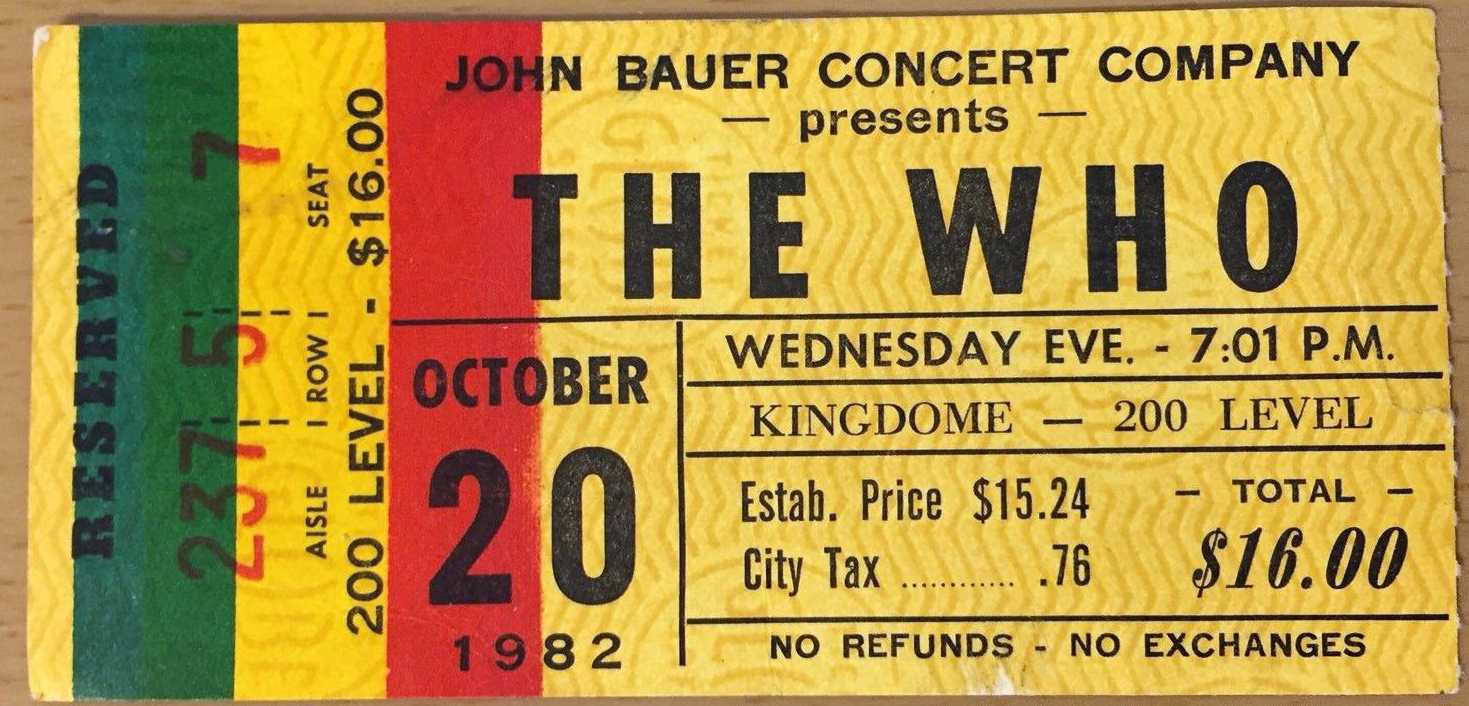 RESERVED
237 5 7
AISLE ROW SEAT
200 LEVEL - $16.00
JOHN BAUER CONCERT COMPANY
— presents —
THE WHO
OCTOBER
20
1982
WEDNESDAY EVE. - 7:01 P.M.
KINGDOME — 200 LEVEL
Estab. Price $15.24
City Tax ............ .76
- TOTAL -
$16.00
NO REFUNDS - NO EXCHANGES